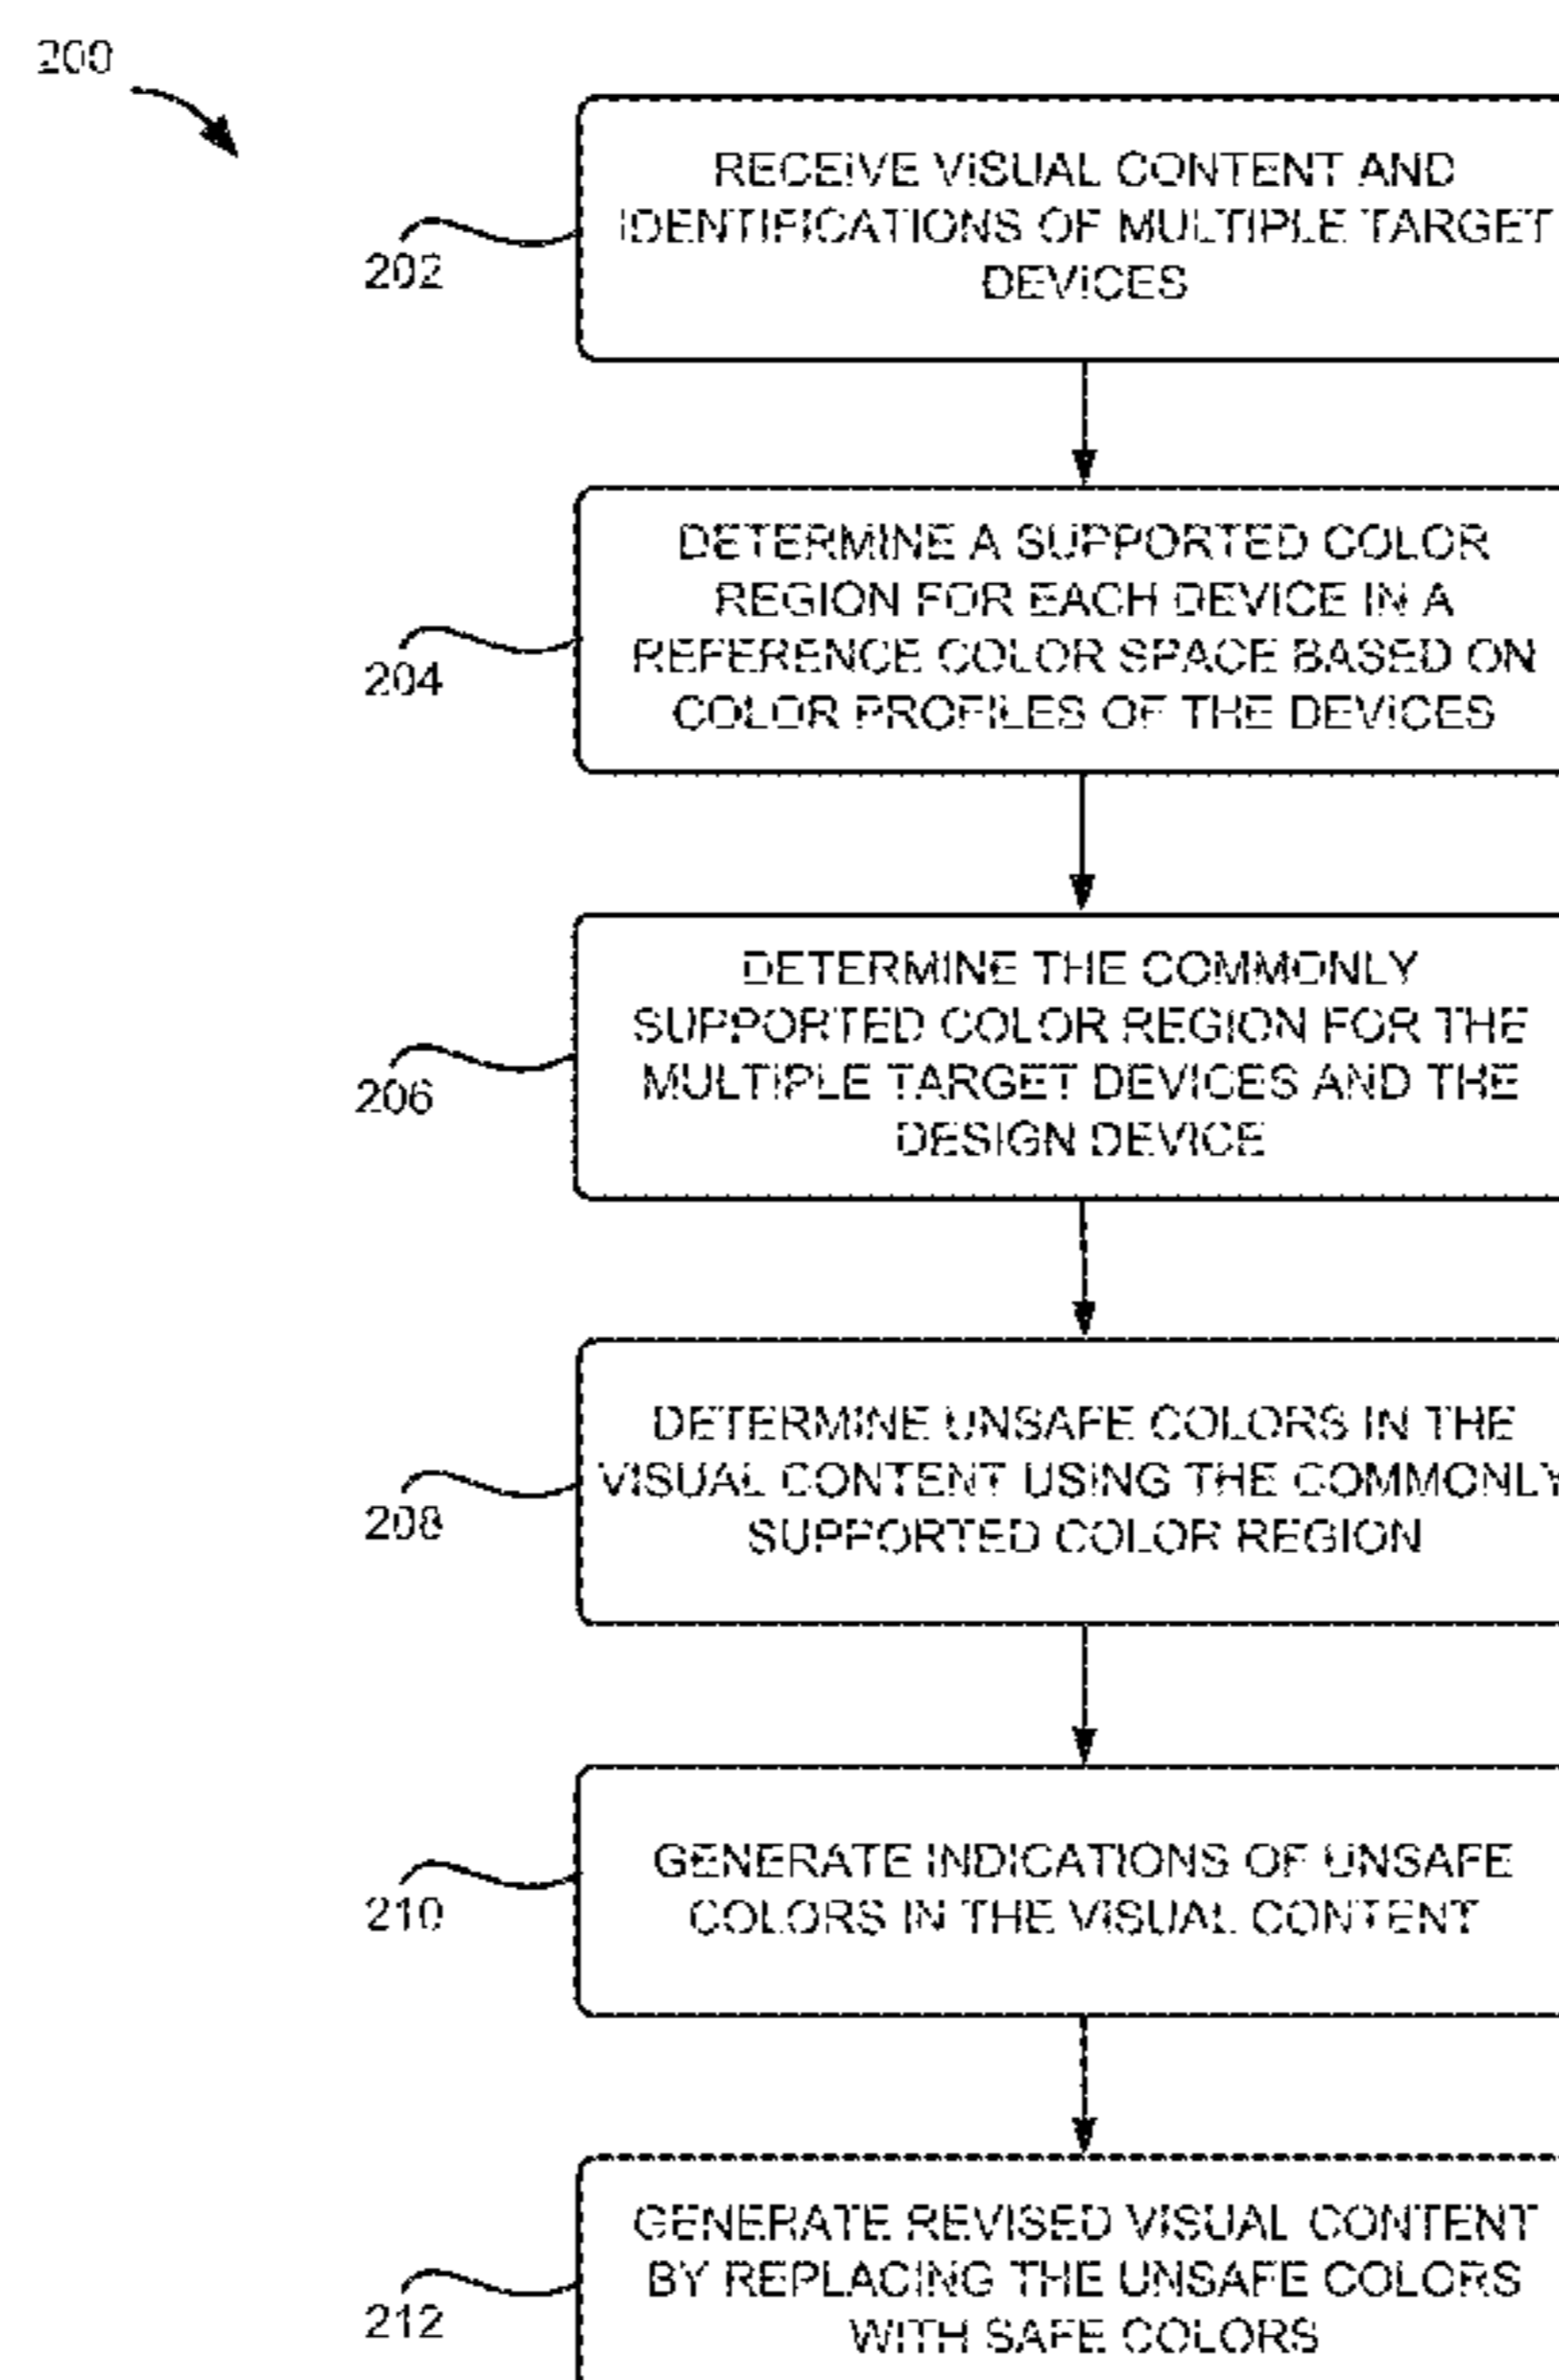 200
RECEIVE VISUAL CONTENT AND
IDENTIFICATIONS OF MULTIPLE TARGET
DEVICES
202
DETERMINE A SUPPORTED COLOR
REGION FOR EACH DEVICE IN A
REFERENCE COLOR SPACE BASED ON
COLOR PROFILES OF THE DEVICES
204
DETERMINE THE COMMONLY
SUPPORTED COLOR REGION FOR THE
MULTIPLE TARGET DEVICES AND THE
DESIGN DEVICE
206
DETERMINE UNSAFE COLORS IN THE
VISUAL CONTENT USING THE COMMONLY
SUPPORTED COLOR REGION
208
GENERATE INDICATIONS OF UNSAFE
COLORS IN THE VISUAL CONTENT
210
GENERATE REVISED VISUAL CONTENT
BY REPLACING THE UNSAFE COLORS
WITH SAFE COLORS
212